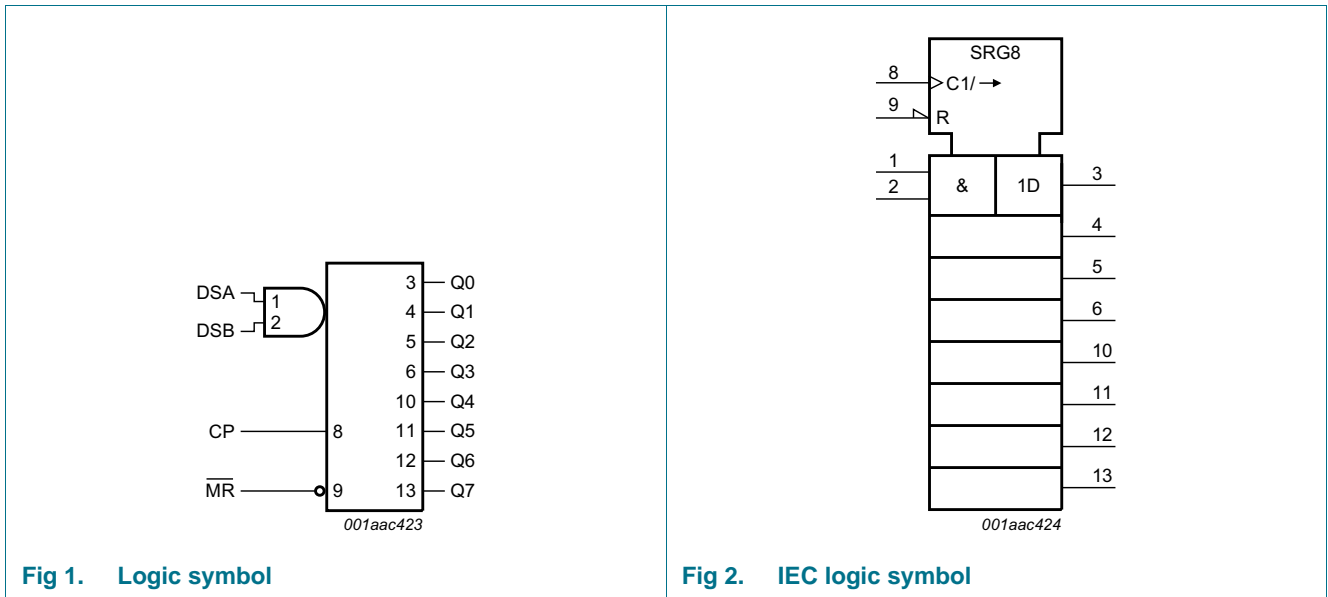 DSA
DSB
1
2
CP
8
MR
9
3
Q0
4
Q1
5
Q2
6
Q3
10
Q4
11
Q5
12
Q6
13
Q7
001aac423
Fig 1. Logic symbol
SRG8
8
C1/→
9
R
1
2
&
1D
3
4
5
6
10
11
12
13
001aac424
Fig 2. IEC logic symbol